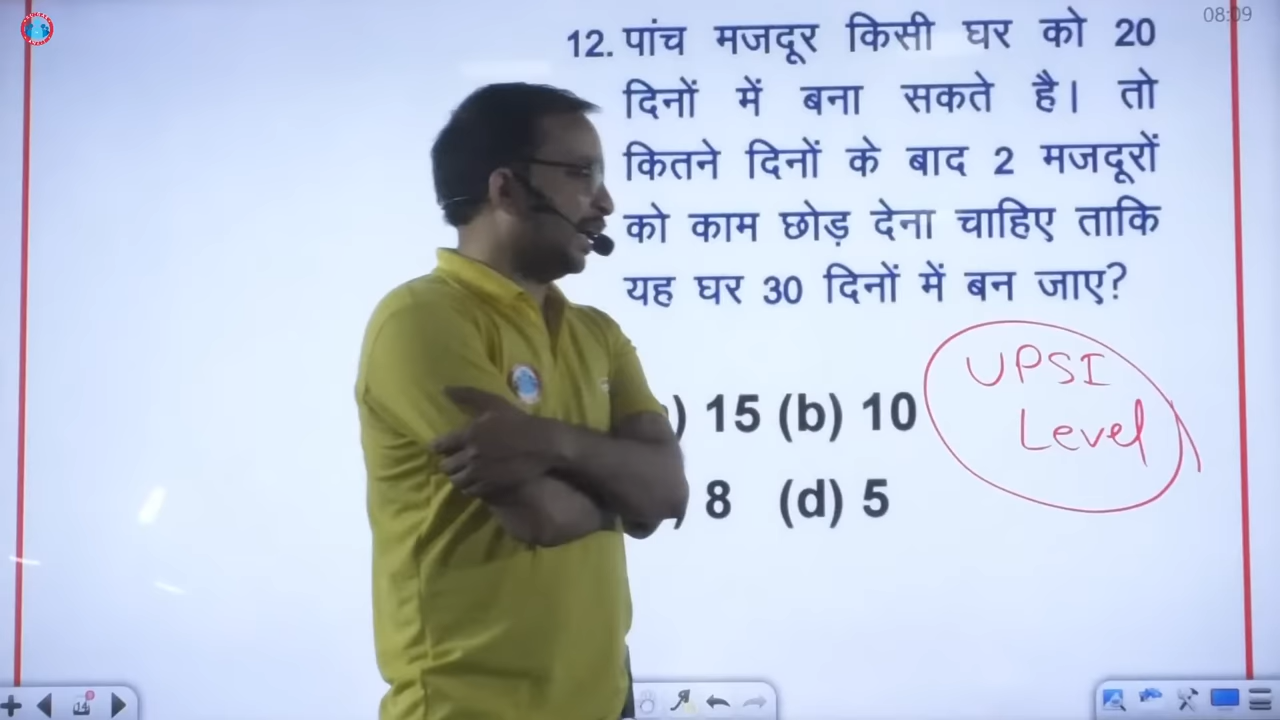 08:09
12. पांच मजदूर किसी घर को 20
दिनों में बना सकते है। तो
कितने दिनों के बाद 2 मजदूरों
को काम छोड़ देना चाहिए ताकि
यह घर 30 दिनों में बन जाए?
) 15 (b) 10
) 8 (d) 5
UPSI
Level
14